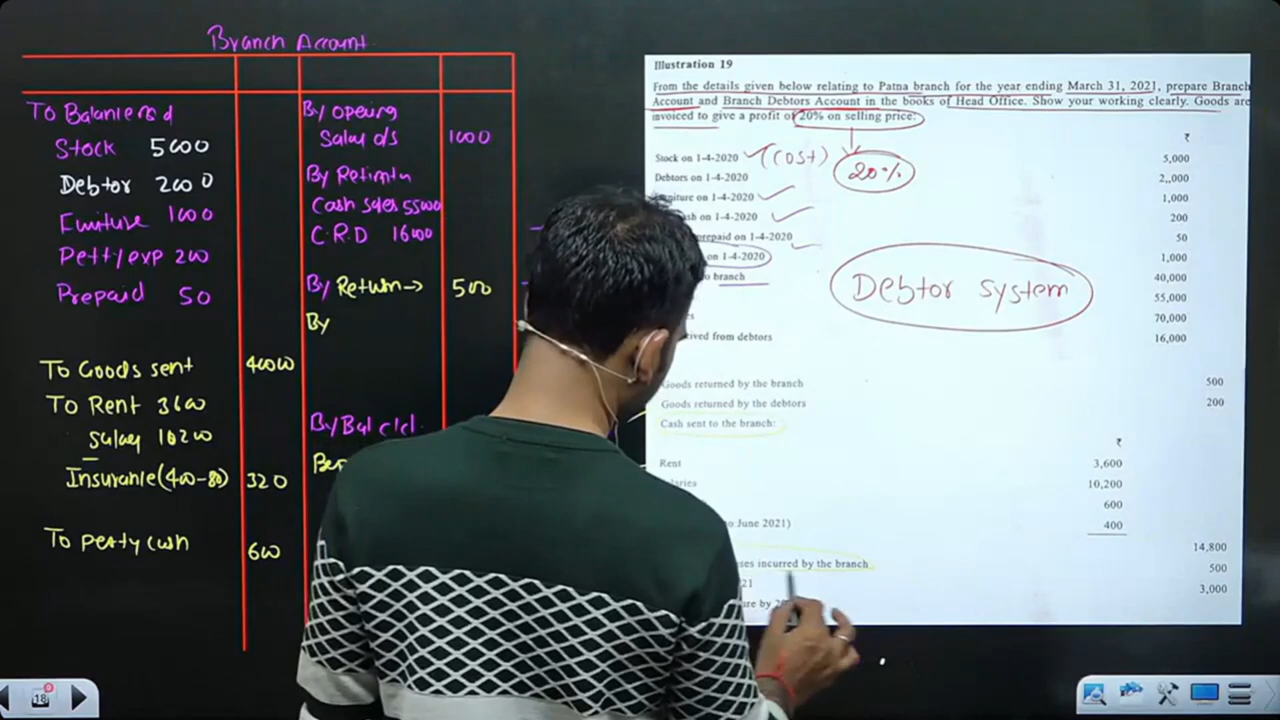 Branch Account
To Balance b d
Stock 5000
Debtor 2000
Funiture 1000
Petty exp 200
Prepaid 50
To Goods sent 40000
To Rent 3600
Salary 10200
Insurance (400-80) 320
To petty cash 600
By opening
Salary o/s 1000
By
Cash sales 55000
C.R.D 16000
By Return → 500
By
By Bal c/d
Illustration 19
From the details given below relating to Patna branch for the year ending March 31, 2021, prepare Branch
Account and Branch Debtors Account in the books of Head Office. Show your working clearly. Goods are
invoiced to give a profit of 20% on selling price:
₹
Stock on 1-4-2020 (COST) 5,000
20%
Debtors on 1-4-2020 2,,000
on 1-4-2020 1,000
on 1-4-2020 200
prepaid on 1-4-2020 50
on 1-4-2020 1,000
branch 40,000
55,000
70,000
debtors 16,000
Debtor system
Goods returned by the branch 500
Goods returned by the debtors 200
Cash sent to the branch:
₹
Rent 3,600
10,200
600
June 2021) 400
14,800
incurred by the branch 500
21 3,000
by
18